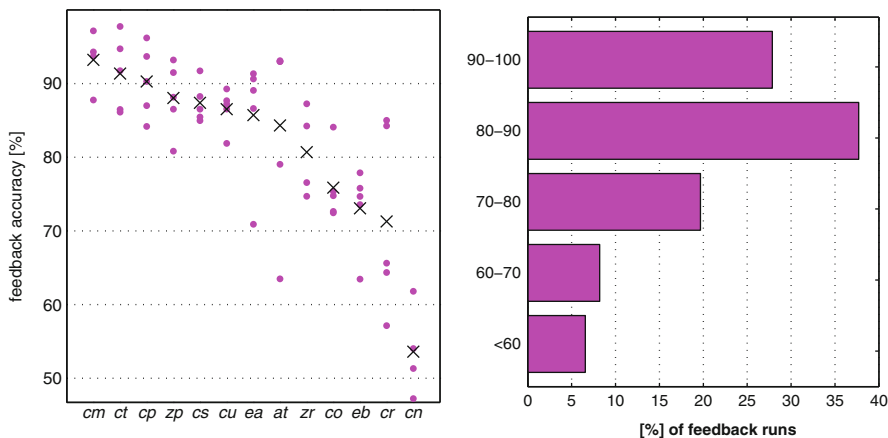 feedback accuracy [%]
90
80
70
60
50
cm ct cp zp cs cu ea at zr co eb cr cn
90–100
80–90
70–80
60–70
<60
0 5 10 15 20 25 30 35 40
[%] of feedback runs